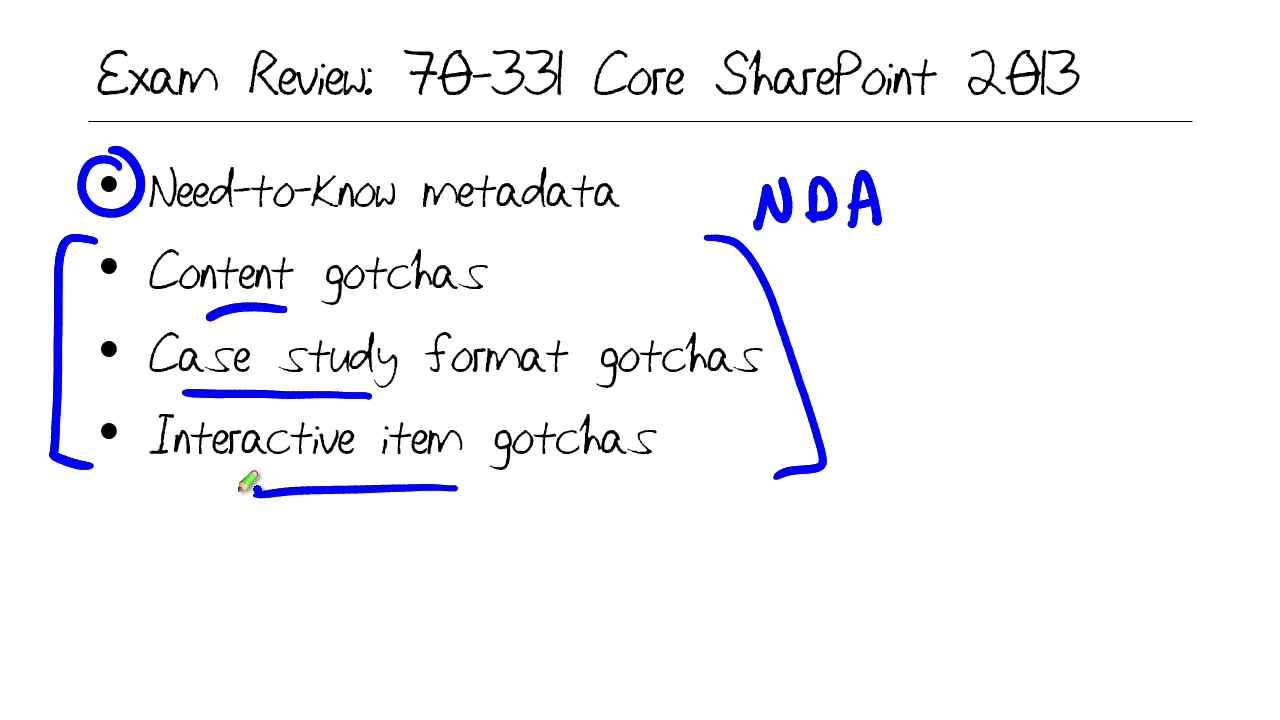 Exam Review: 70-331 Core SharePoint 2013
• Need-to-Know metadata
NDA
• Content gotchas
• Case study format gotchas
• Interactive item gotchas